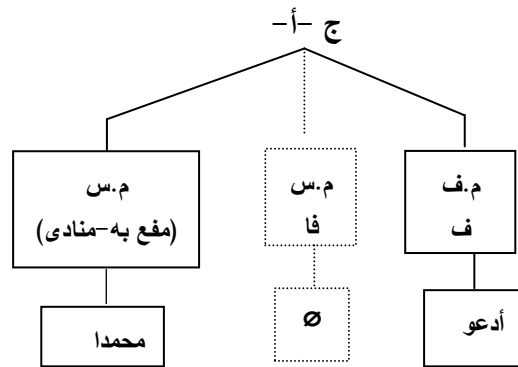 ج -أ-
م.ف
ف
م.س
فا
م.س
(مفع به-منادى)
أدعو
Ø
محمدا